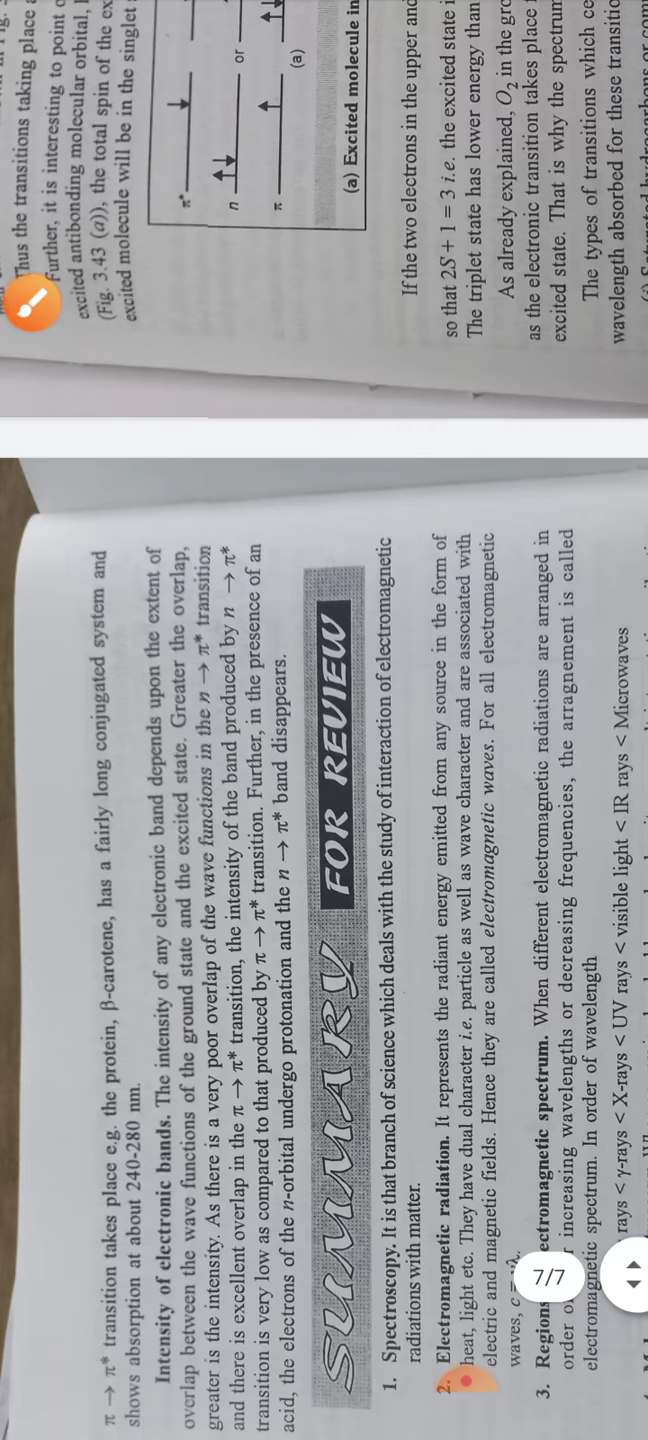 Thus the transitions taking place
Further, it is interesting to point
excited antibonding molecular orbital,
(Fig. 3.43 (a)), the total spin of the
excited molecule will be in the singlet
π*
n
or
π
(a)
(a) Excited molecule in
If the two electrons in the upper and
so that 2S + 1 = 3 i.e. the excited state
The triplet state has lower energy than
As already explained, O2 in the
as the electronic transition takes place
excited state. That is why the spectrum
The types of transitions which
wavelength absorbed for these
π → π* transition takes place e.g. the protein, β-carotene, has a fairly long conjugated system and
shows absorption at about 240-280 nm.
Intensity of electronic bands. The intensity of any electronic band depends upon the extent of
overlap between the wave functions of the ground state and the excited state. Greater the overlap,
greater is the intensity. As there is a very poor overlap of the wave functions in the n → π* transition
and there is excellent overlap in the π → π* transition, the intensity of the band produced by n → π*
transition is very low as compared to that produced by π → π* transition. Further, in the presence of an
acid, the electrons of the n-orbital undergo protonation and the n → π* band disappears.
SUMMARY FOR REVIEW
1. Spectroscopy. It is that branch of science which deals with the study of interaction of electromagnetic
radiations with matter.
2. Electromagnetic radiation. It represents the radiant energy emitted from any source in the form of
heat, light etc. They have dual character i.e. particle as well as wave character and are associated with
electric and magnetic fields. Hence they are called electromagnetic waves. For all electromagnetic
waves, c =
3. Regions electromagnetic spectrum. When different electromagnetic radiations are arranged in
order of increasing wavelengths or decreasing frequencies, the arragnement is called
electromagnetic spectrum. In order of wavelength
rays < γ-rays < X-rays < UV rays < visible light < IR rays < Microwaves
7/7